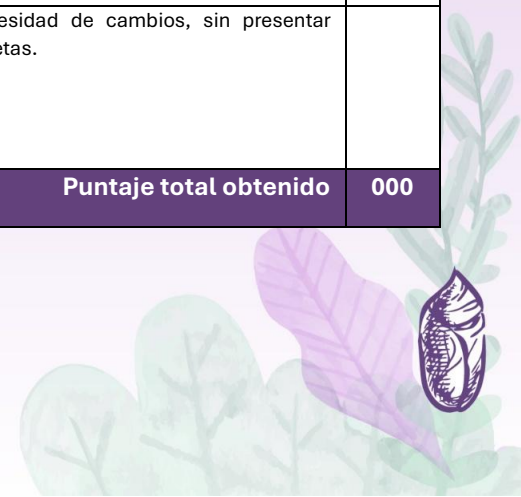 esidad de cambios, sin presentar
etas.
Puntaje total obtenido 000